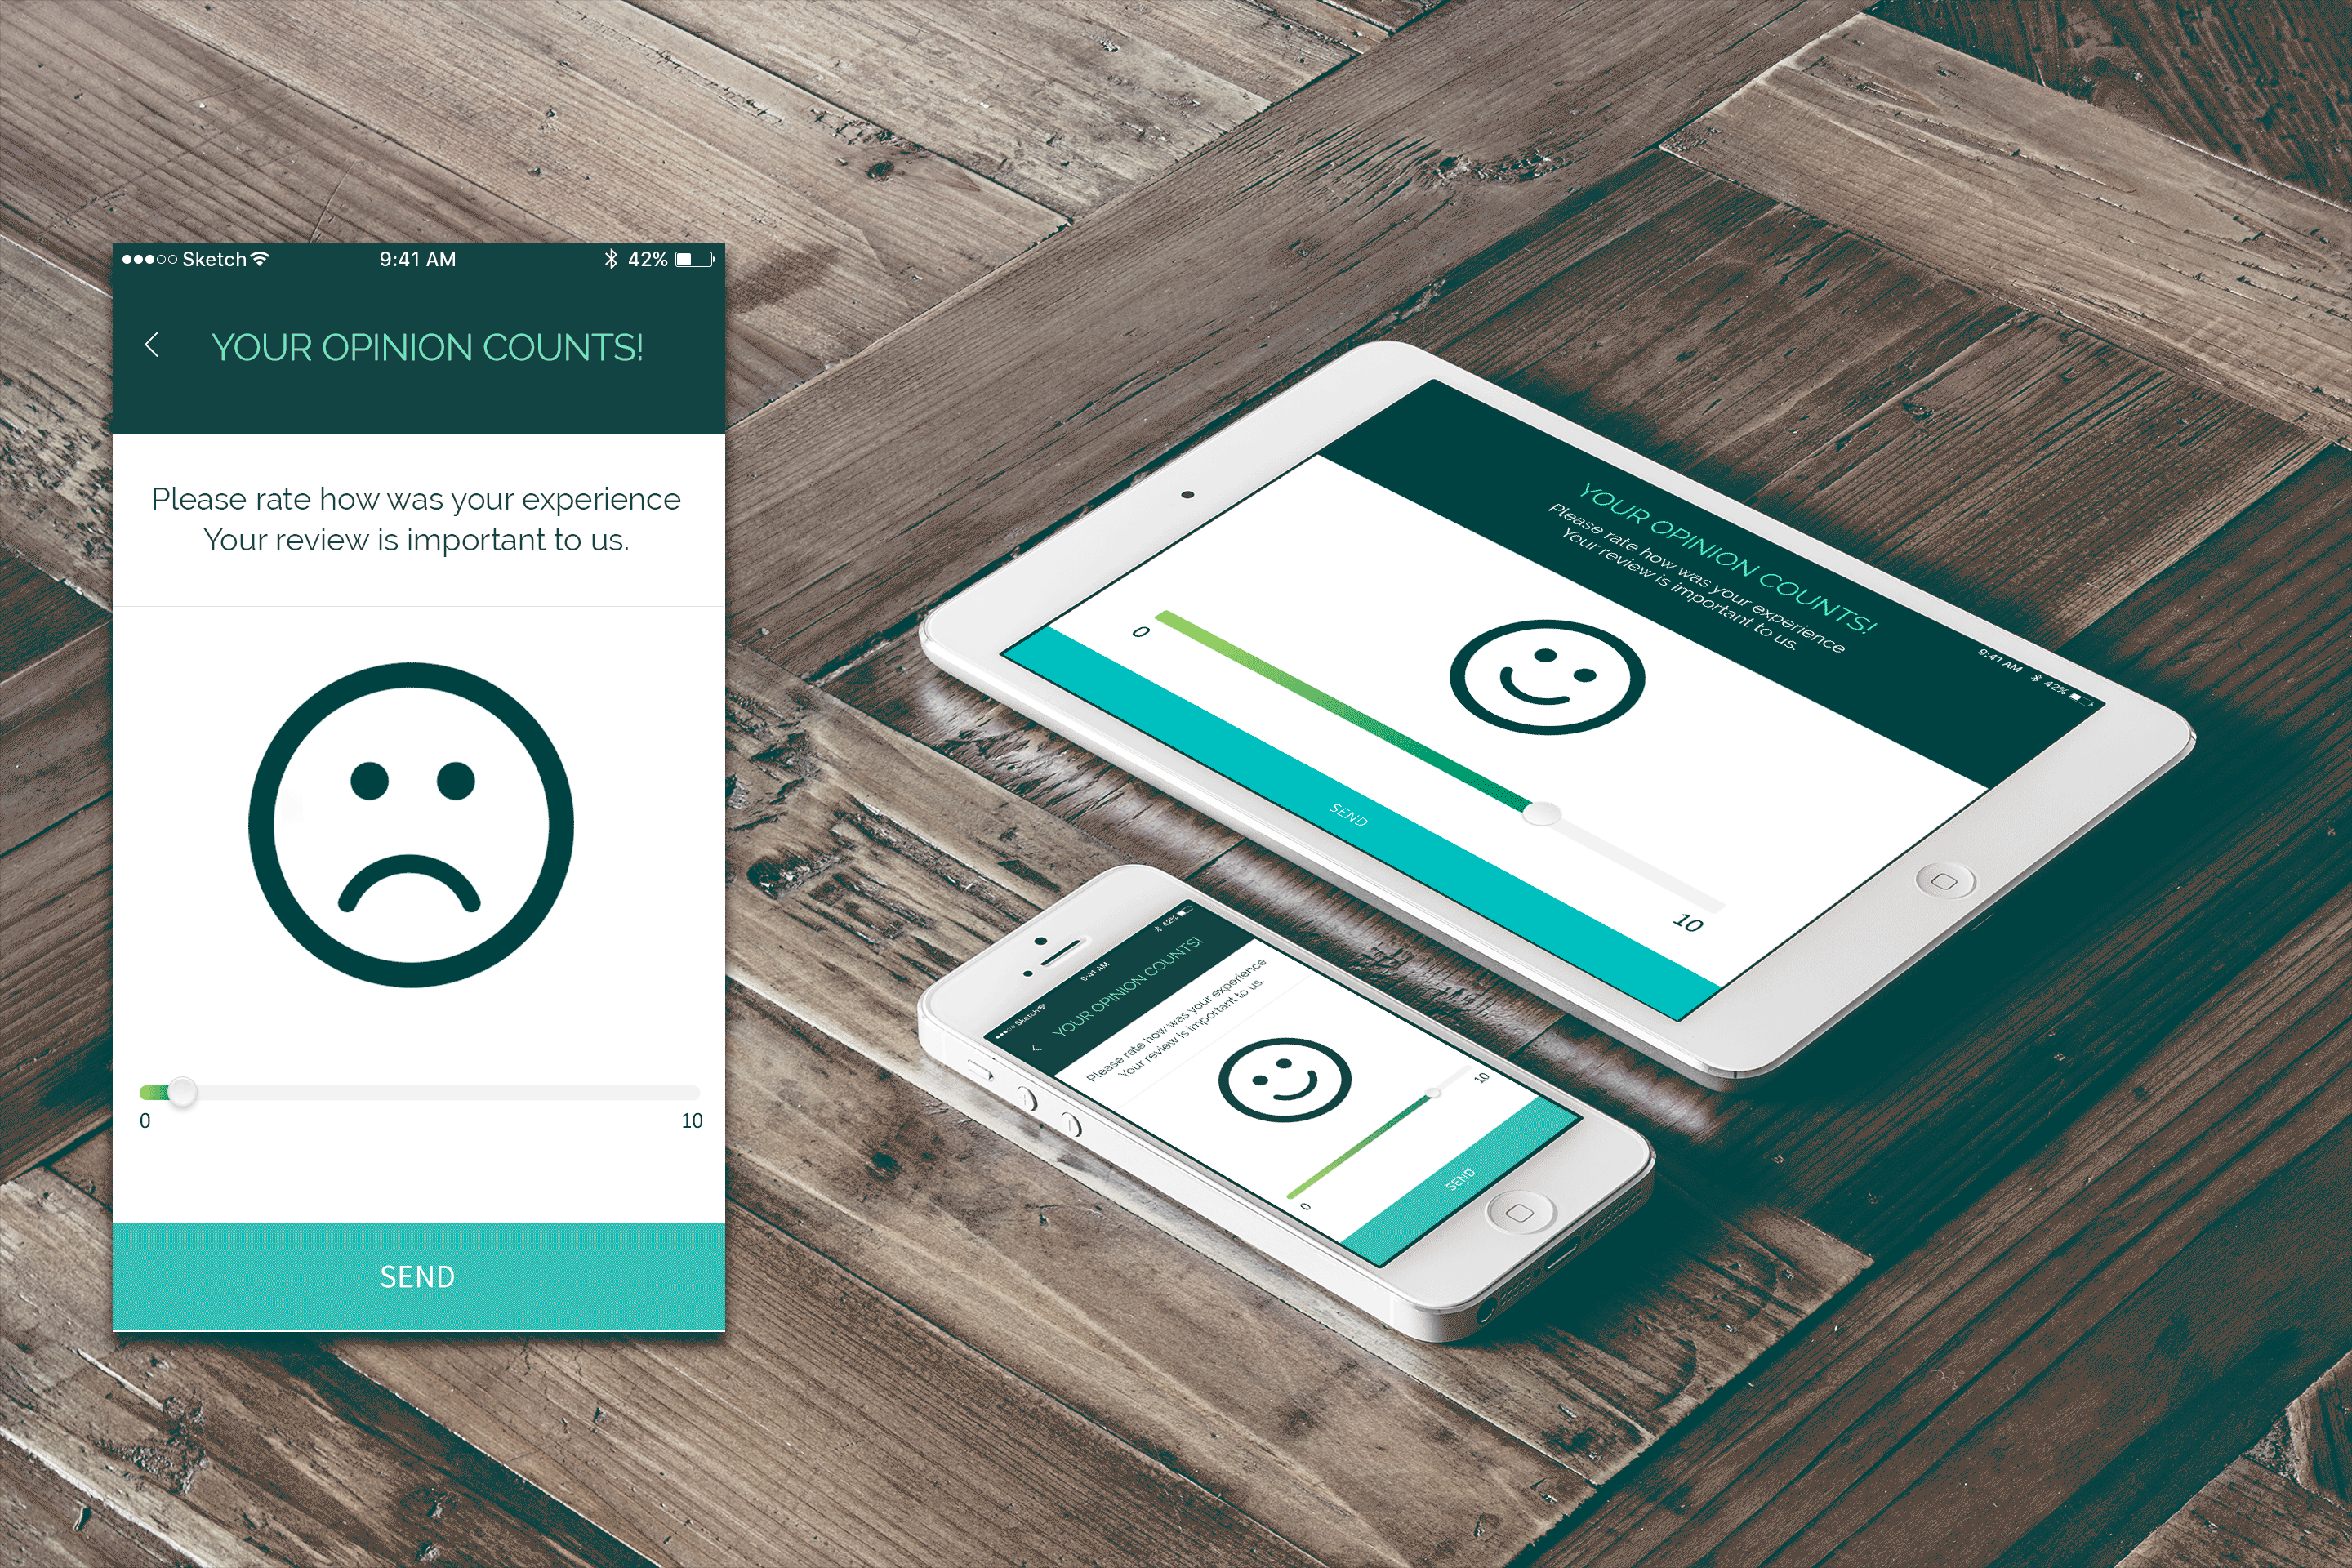 Sketch 9:41 AM 42%
YOUR OPINION COUNTS!
Please rate how was your experience
Your review is important to us.
0 10
SEND
9:41 AM 42%
YOUR OPINION COUNTS!
Please rate how was your experience
Your review is important to us.
0 10
SEND
Sketch 9:41 AM 42%
YOUR OPINION COUNTS!
Please rate how was your experience
Your review is important to us.
0 10
SEND